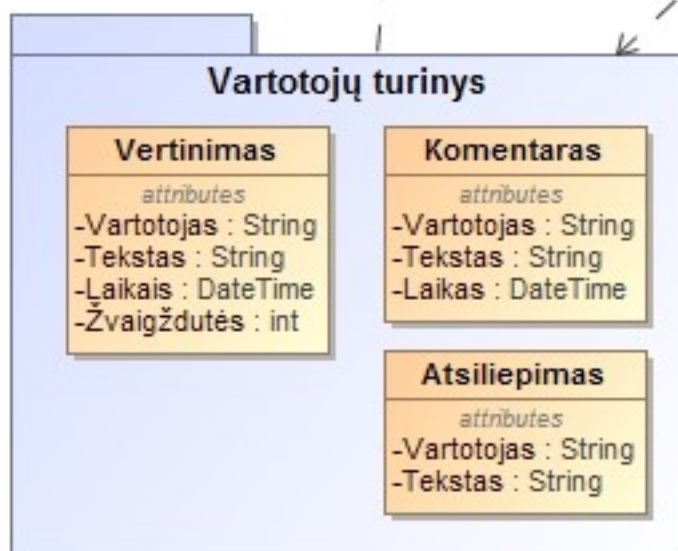 Vartotojų turinys
Vertinimas
attributes
-Vartotojas : String
-Tekstas : String
-Laikais : DateTime
-Žvaigždutės : int
Komentaras
attributes
-Vartotojas : String
-Tekstas : String
-Laikas : DateTime
Atsiliepimas
attributes
-Vartotojas : String
-Tekstas : String